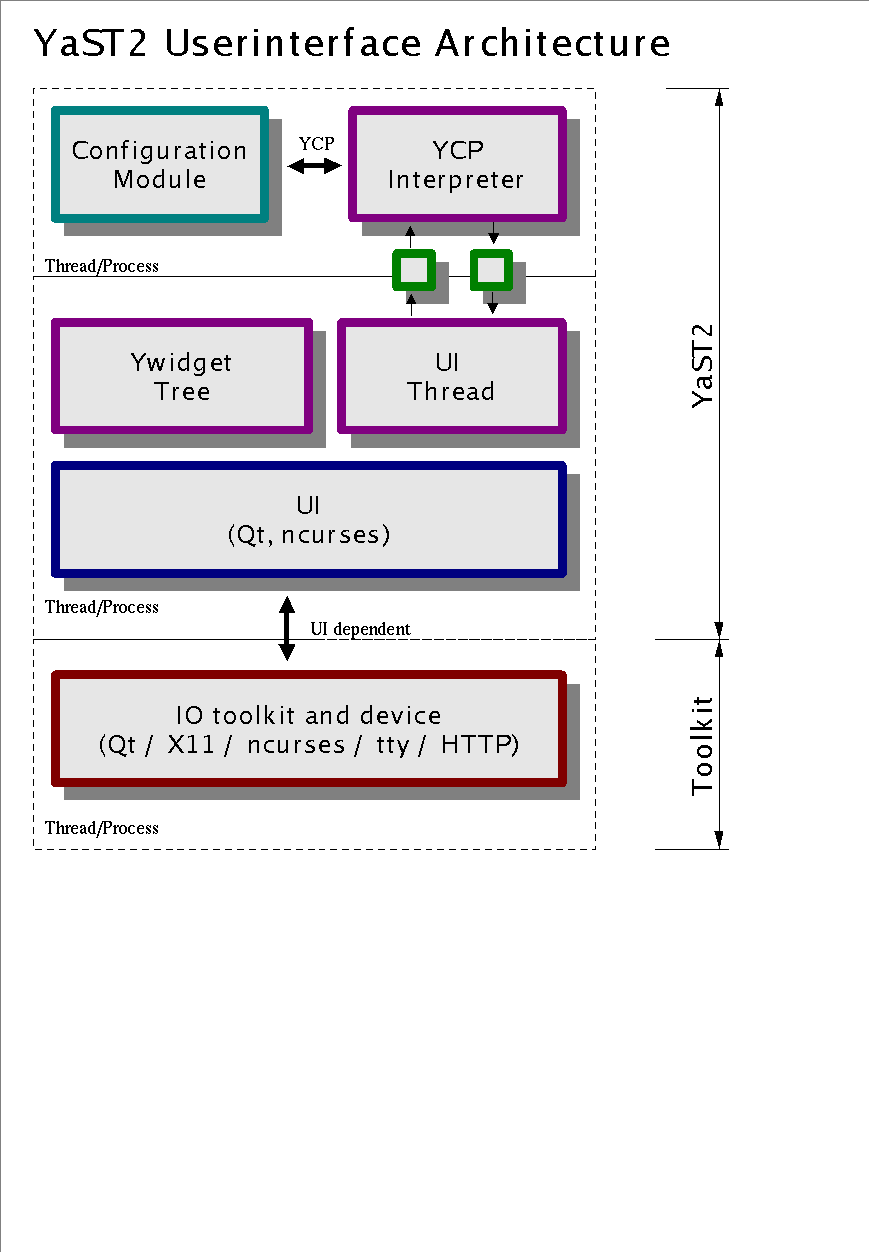 YaST2 Userinterface Architecture
Configuration
Module
YCP
YCP
Interpreter
Thread/Process
Ywidget
Tree
UI
Thread
UI
(Qt, ncurses)
Thread/Process
UI dependent
IO toolkit and device
(Qt / X11 / ncurses / tty / HTTP)
Thread/Process
YaST2
Toolkit